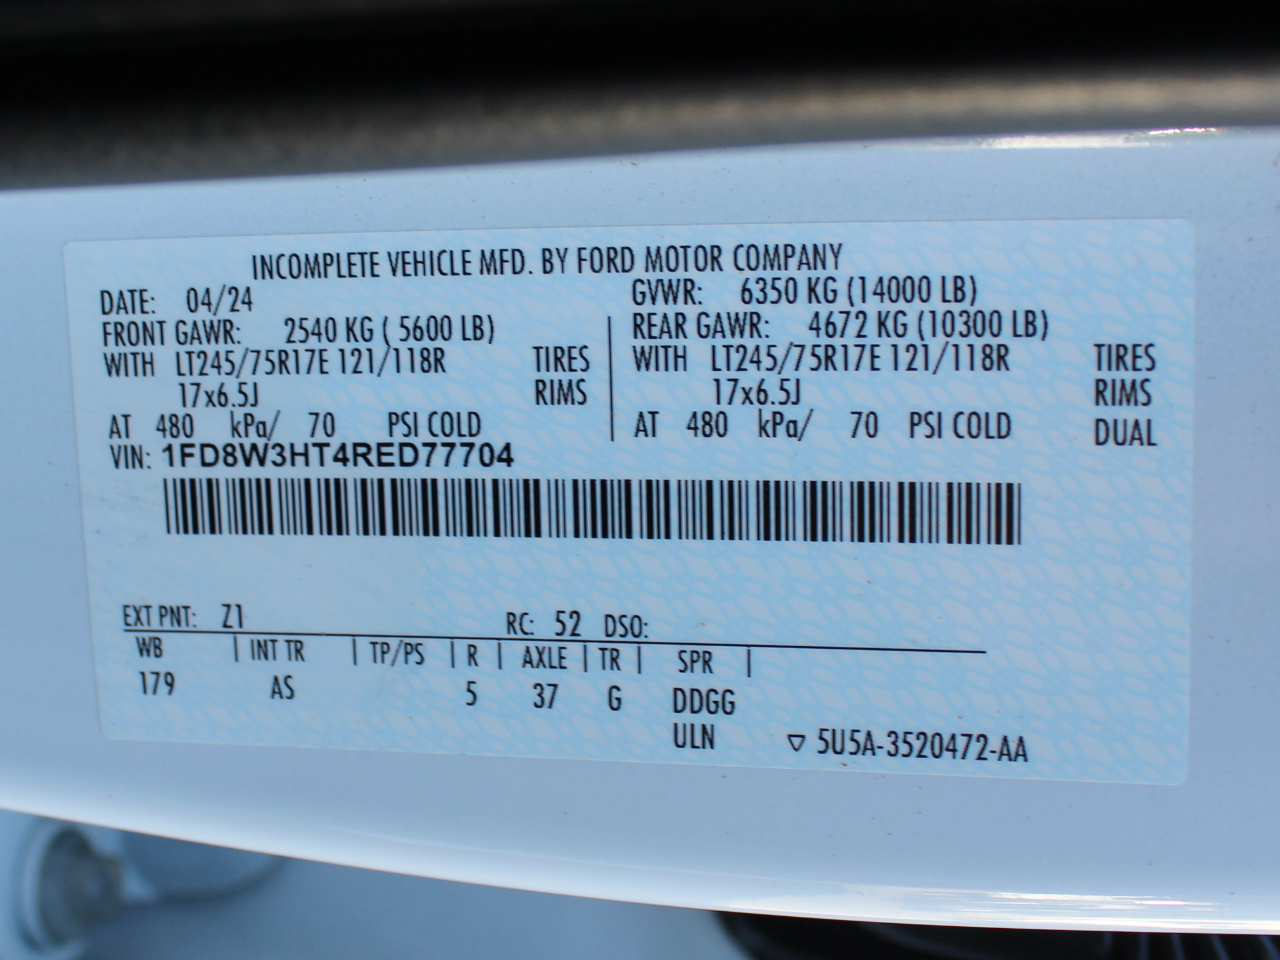 INCOMPLETE VEHICLE MFD. BY FORD MOTOR COMPANY
DATE: 04/24 GVWR: 6350 KG (14000 LB)
FRONT GAWR: 2540 KG ( 5600 LB) REAR GAWR: 4672 KG (10300 LB)
WITH LT245/75R17E 121/118R TIRES WITH LT245/75R17E 121/118R TIRES
17x6.5J RIMS 17x6.5J RIMS
AT 480 kPa/ 70 PSI COLD AT 480 kPa/ 70 PSI COLD DUAL
VIN: 1FD8W3HT4RED77704
EXT PNT: Z1 RC: 52 DSO:
WB | INT TR | TP/PS | R | AXLE | TR | SPR |
179 AS 5 37 G DDGG
ULN ▽ 5U5A-3520472-AA